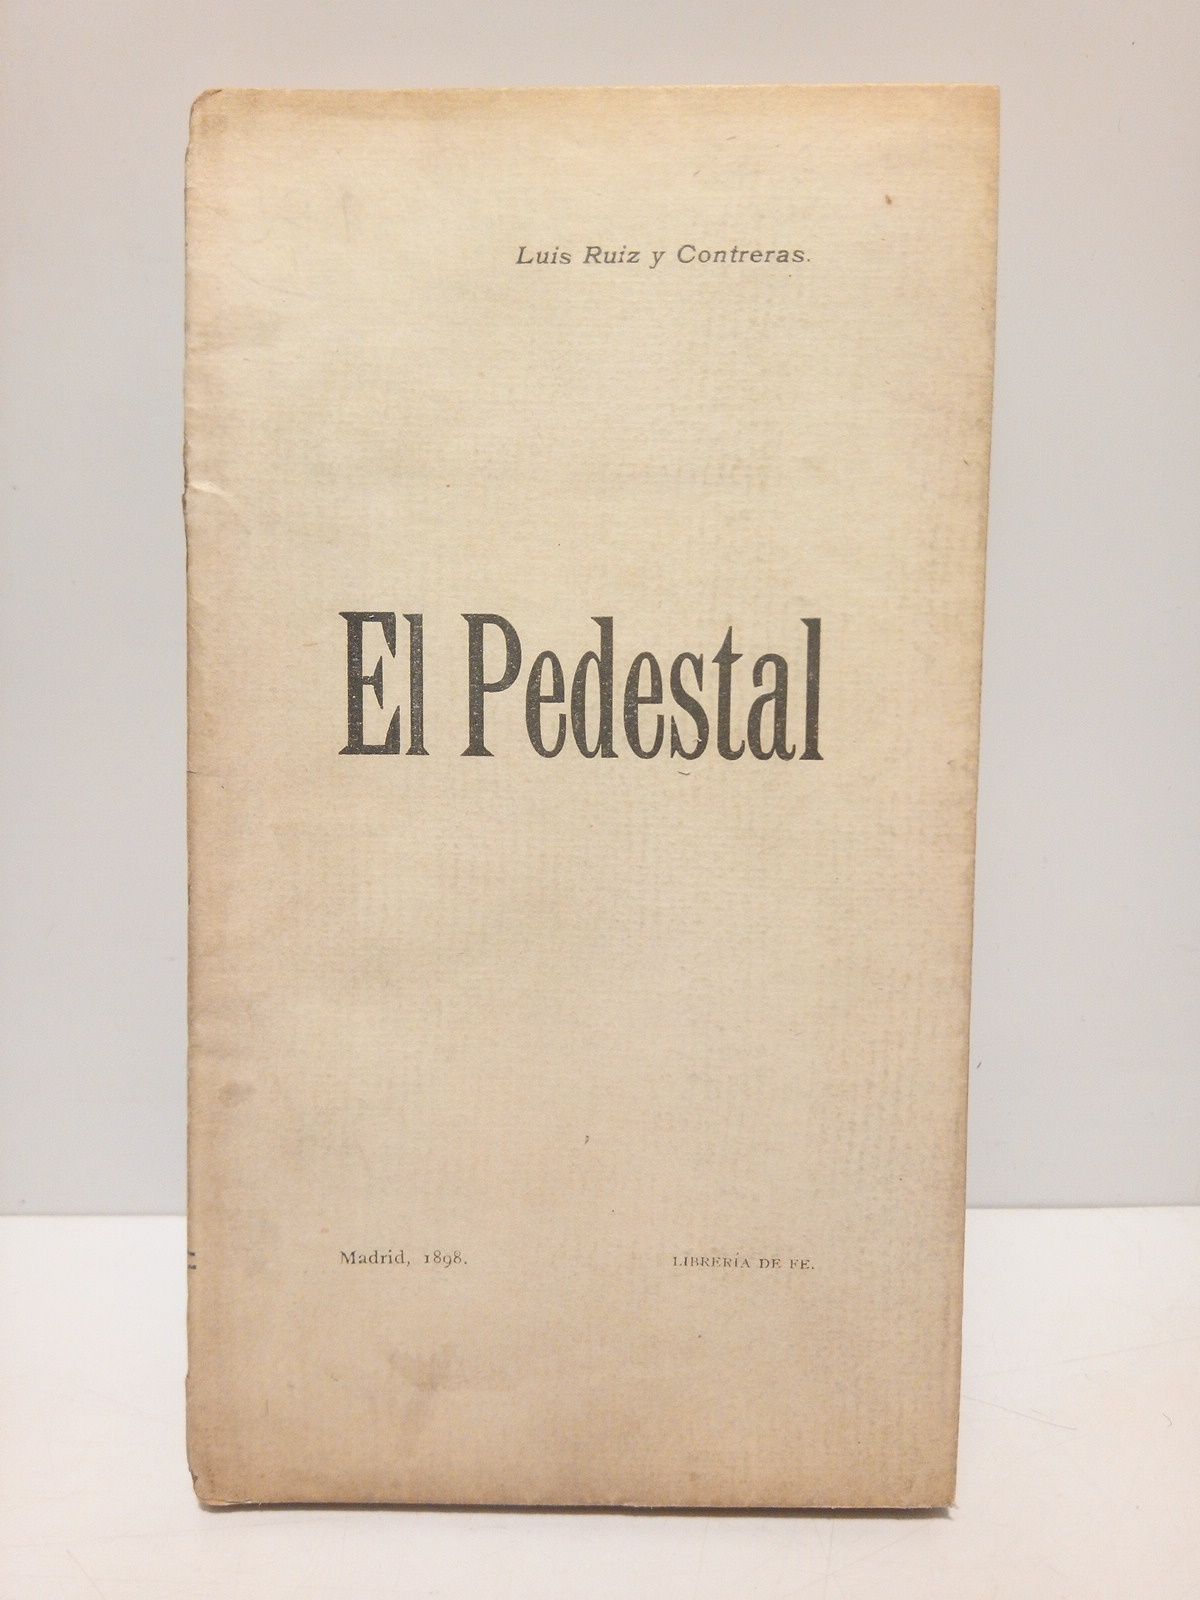 Luis Ruiz y Contreras.
El Pedestal
Madrid, 1898. LIBRERÍA DE FE.